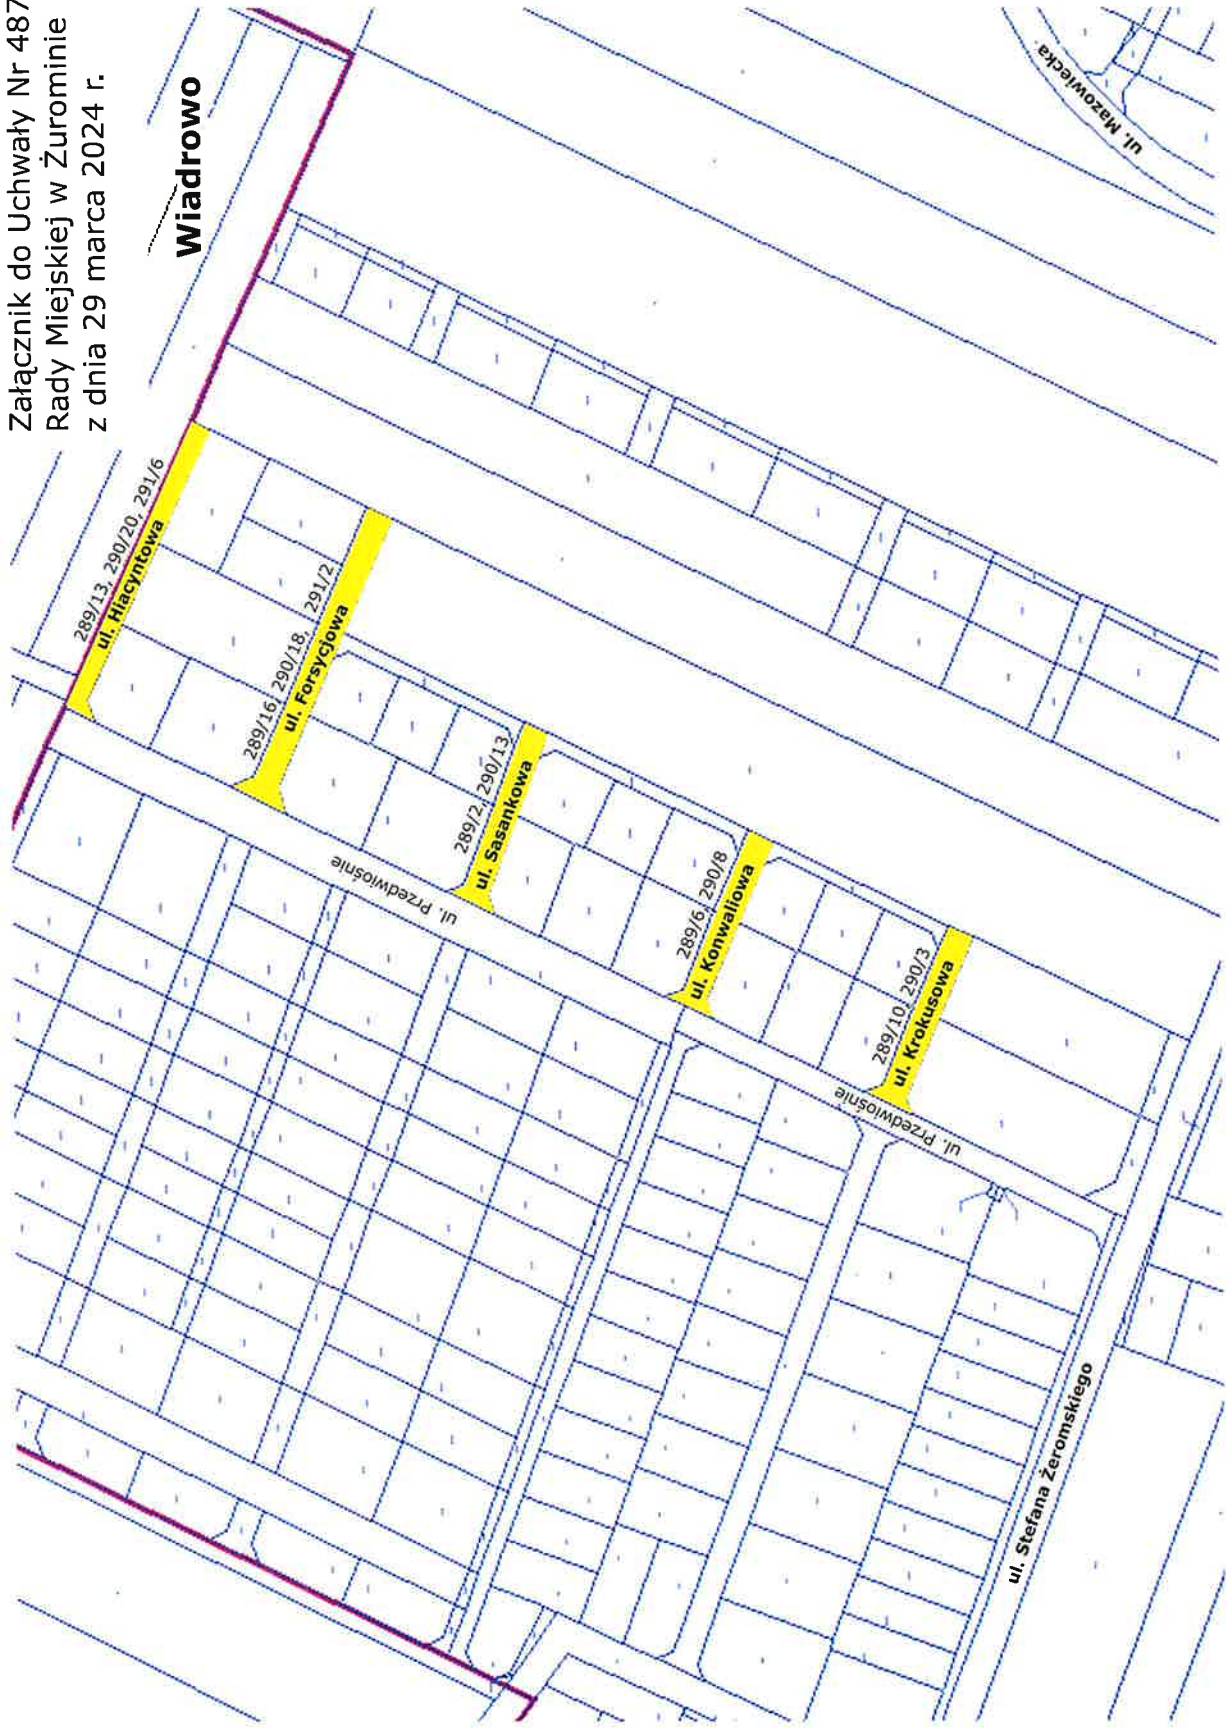 Załącznik do Uchwały Nr 487
Rady Miejskiej w Żurominie
z dnia 29 marca 2024 r.
Wiadrowo
ul. Mazowiecka
289/13, 290/20, 291/6
ul. Hiacyntowa
289/16, 290/18, 291/2
ul. Forsycjowa
289/2, 290/13
ul. Sasankowa
ul. Przedwiośnie
289/6, 290/8
ul. Konwaliowa
289/10, 290/3
ul. Krokusowa
ul. Przedwiośnie
ul. Stefana Żeromskiego